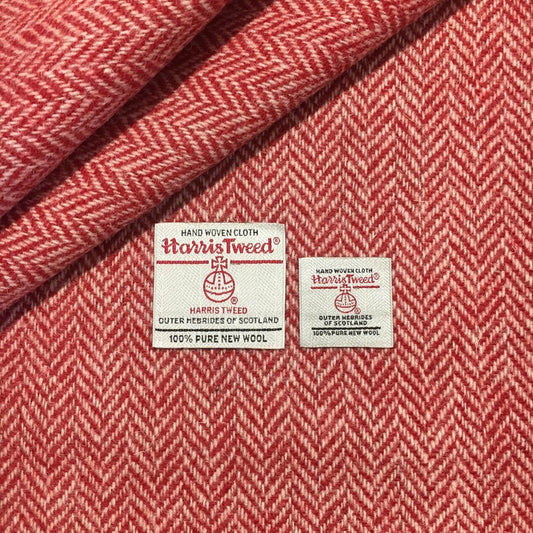 HAND WOVEN CLOTH
Harris Tweed®
®
HARRIS TWEED
OUTER HEBRIDES OF SCOTLAND
100% PURE NEW WOOL
HAND WOVEN CLOTH
Harris Tweed®
OUTER HEBRIDES
OF SCOTLAND
100% PURE NEW WOOL